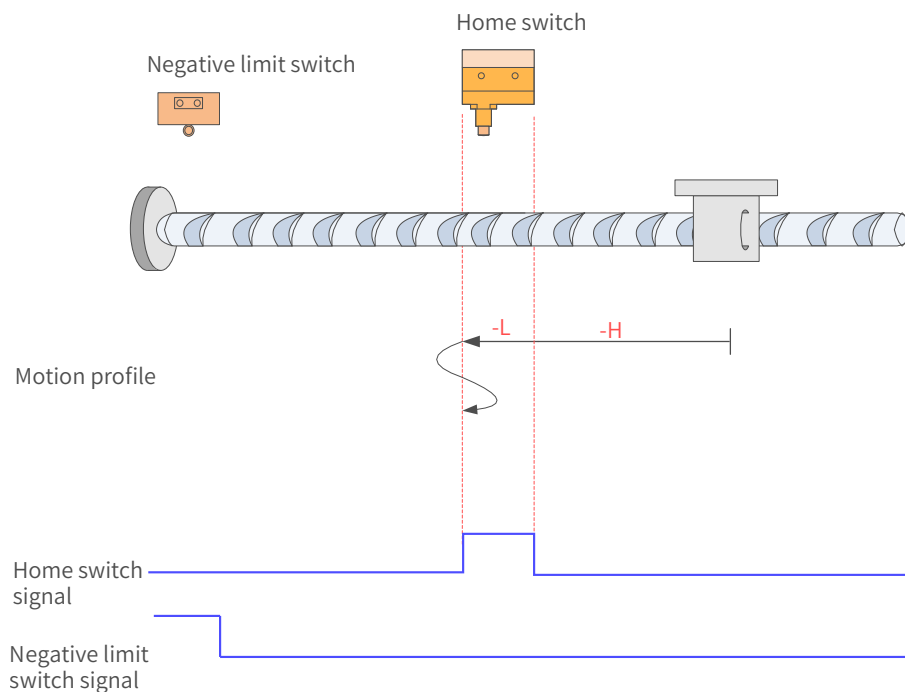 Home switch
Negative limit switch
-L
-H
Motion profile
Home switch
signal
Negative limit
switch signal